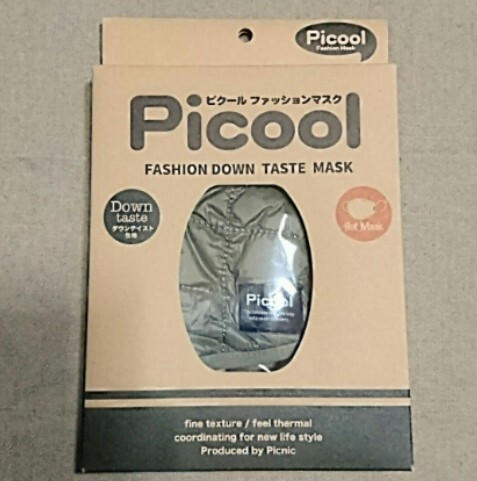 Picool
Fashion Mask
ピクール ファッションマスク
Picool
FASHION DOWN TASTE MASK
Down
taste
ダウンテイスト
Hot Mask
Picool
fine texture / feel thermal
coordinating for new life style
Produced by Picnic